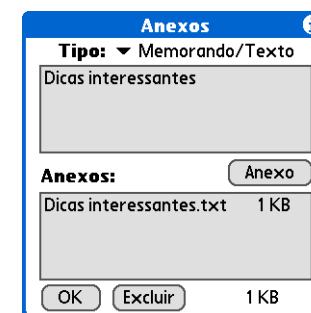 Anexos
Tipo: Memorando/Texto
Dicas interessantes
Anexos:
Anexo
Dicas interessantes.txt 1 KB
OK Excluir 1 KB